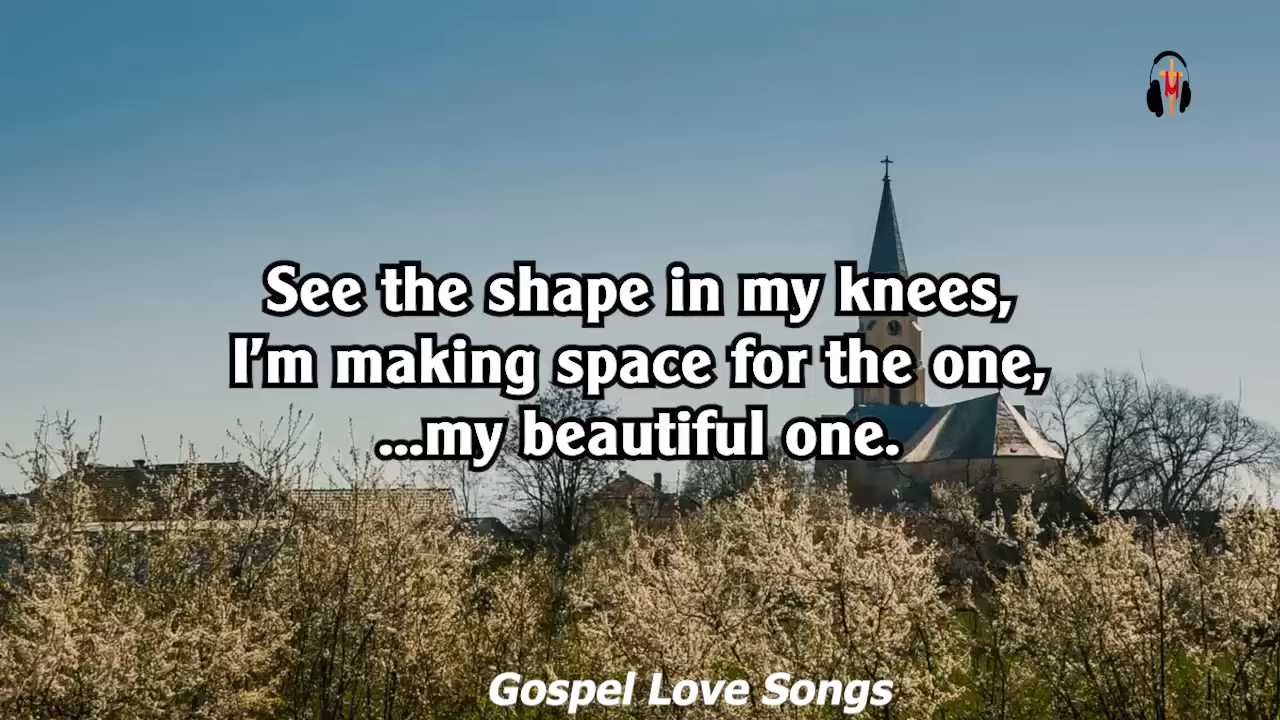 See the shape in my knees,
I'm making space for the one,
...my beautiful one.
Gospel Love Songs